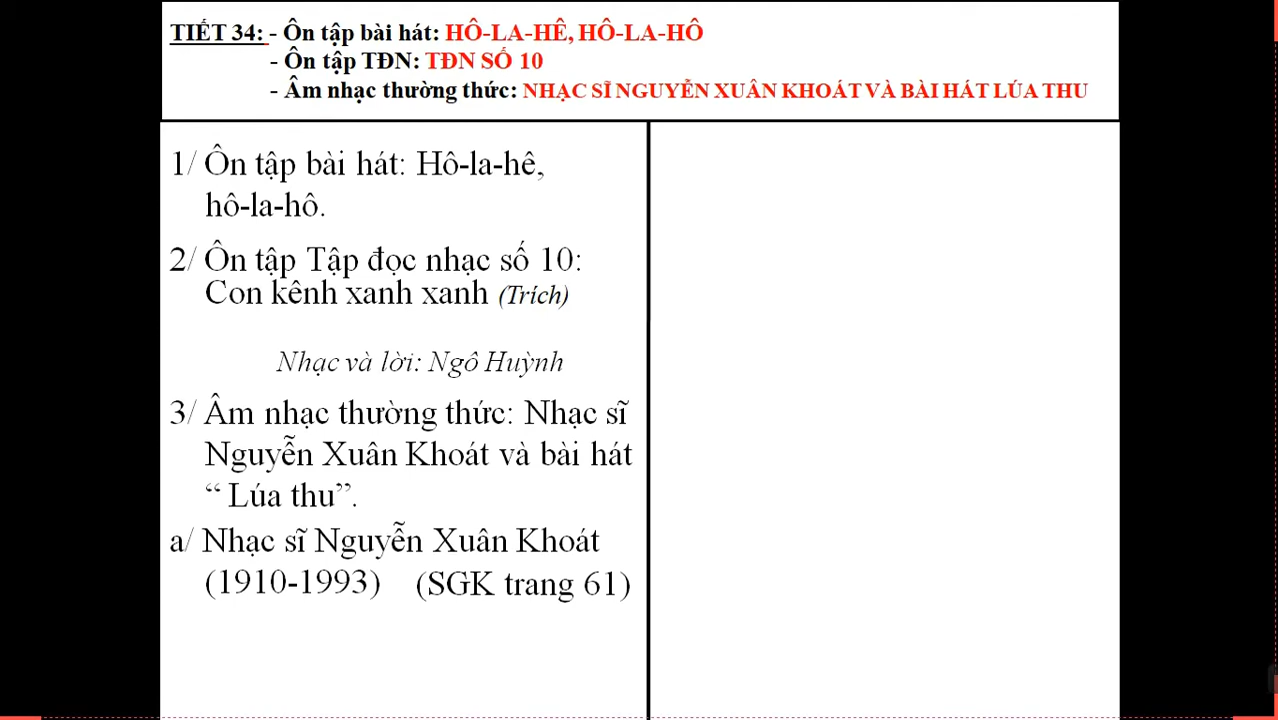 TIẾT 34: - Ôn tập bài hát: HÔ-LA-HÊ, HÔ-LA-HÔ
- Ôn tập TĐN: TĐN SỐ 10
- Âm nhạc thường thức: NHẠC SĨ NGUYỄN XUÂN KHOÁT VÀ BÀI HÁT LÚA THU
1/ Ôn tập bài hát: Hô-la-hê,
hô-la-hô.
2/ Ôn tập Tập đọc nhạc số 10:
Con kênh xanh xanh (Trích)
Nhạc và lời: Ngô Huỳnh
3/ Âm nhạc thường thức: Nhạc sĩ
Nguyễn Xuân Khoát và bài hát
“ Lúa thu”.
a/ Nhạc sĩ Nguyễn Xuân Khoát
(1910-1993) (SGK trang 61)